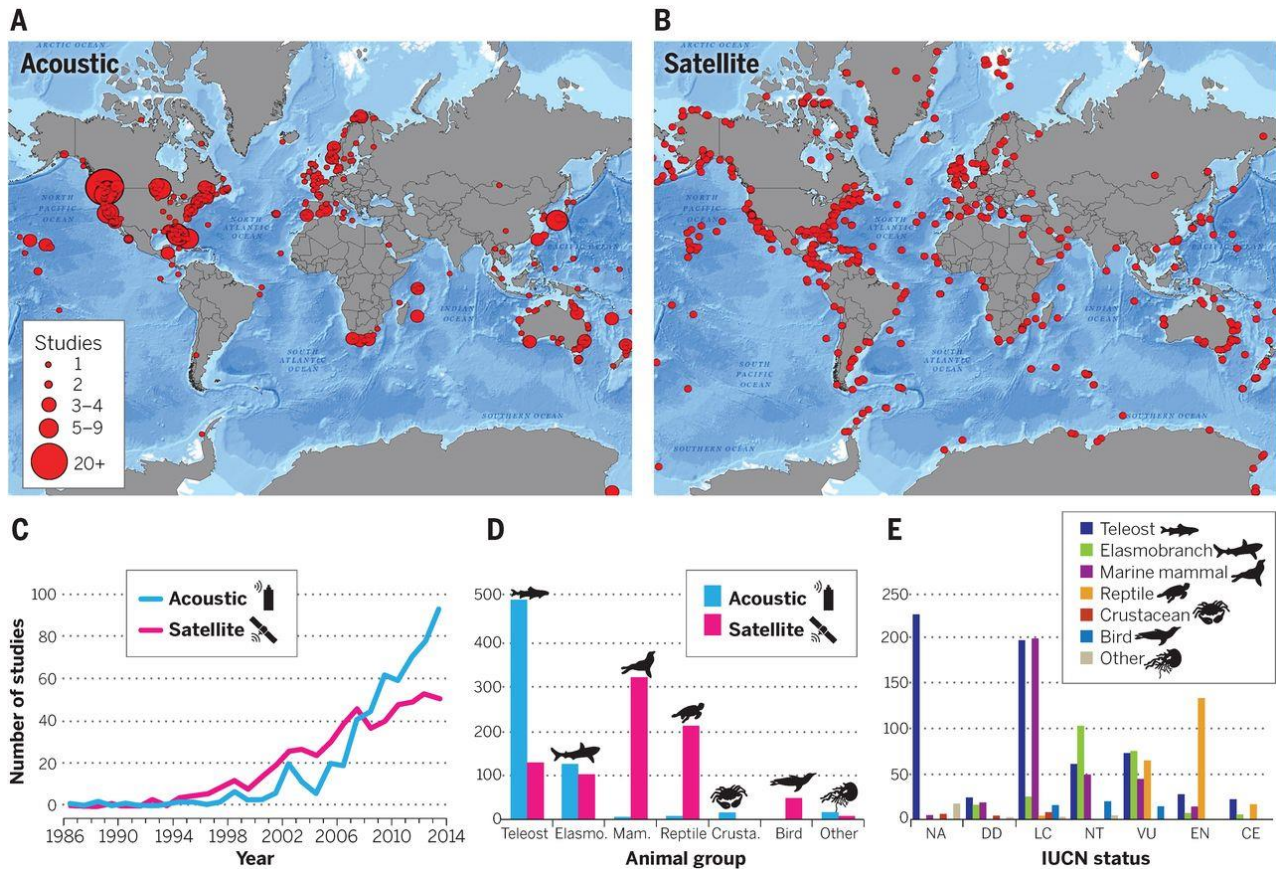 A
B
ARCTIC OCEAN
ARCTIC OCEAN
Acoustic
Satellite
NORTH
PACIFIC
OCEAN
NORTH
ATLANTIC
OCEAN
PACIFIC OCEAN
INDIAN
OCEAN
SOUTH
ATLANTIC
OCEAN
SOUTHERN OCEAN
Studies
1
2
3–4
5–9
20+
NORTH
PACIFIC
OCEAN
NORTH
ATLANTIC
OCEAN
PACIFIC OCEAN
INDIAN
OCEAN
SOUTH
PACIFIC
OCEAN
SOUTH
ATLANTIC
OCEAN
SOUTHERN OCEAN
SOUTHERN OCEAN
C
Acoustic
Satellite
Number of studies
100
80
60
40
20
0
1986 1990 1994 1998 2002 2006 2010 2014
Year
D
Acoustic
Satellite
500
400
300
200
100
0
Teleost Elasmo. Mam. Reptile Crusta. Bird Other
Animal group
E
Teleost
Elasmobranch
Marine mammal
Reptile
Crustacean
Bird
Other
250
200
150
100
50
0
NA DD LC NT VU EN CE
IUCN status